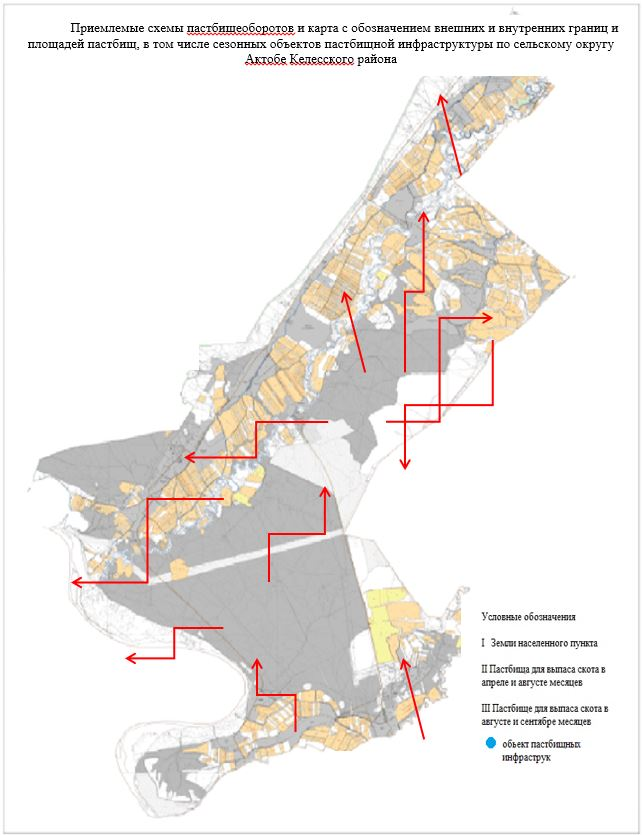 Приемлемые схемы пастбищеоборотов и карта с обозначением внешних и внутренних границ и
площадей пастбищ, в том числе сезонных объектов пастбищной инфраструктуры по сельскому округу
Актобе Келесского района
Условные обозначения
I Земли населенного пункта
II Пастбища для выпаса скота в
апреле и августе месяцев
III Пастбище для выпаса скота в
августе и сентябре месяцев
обьект пастбищных
инфраструк